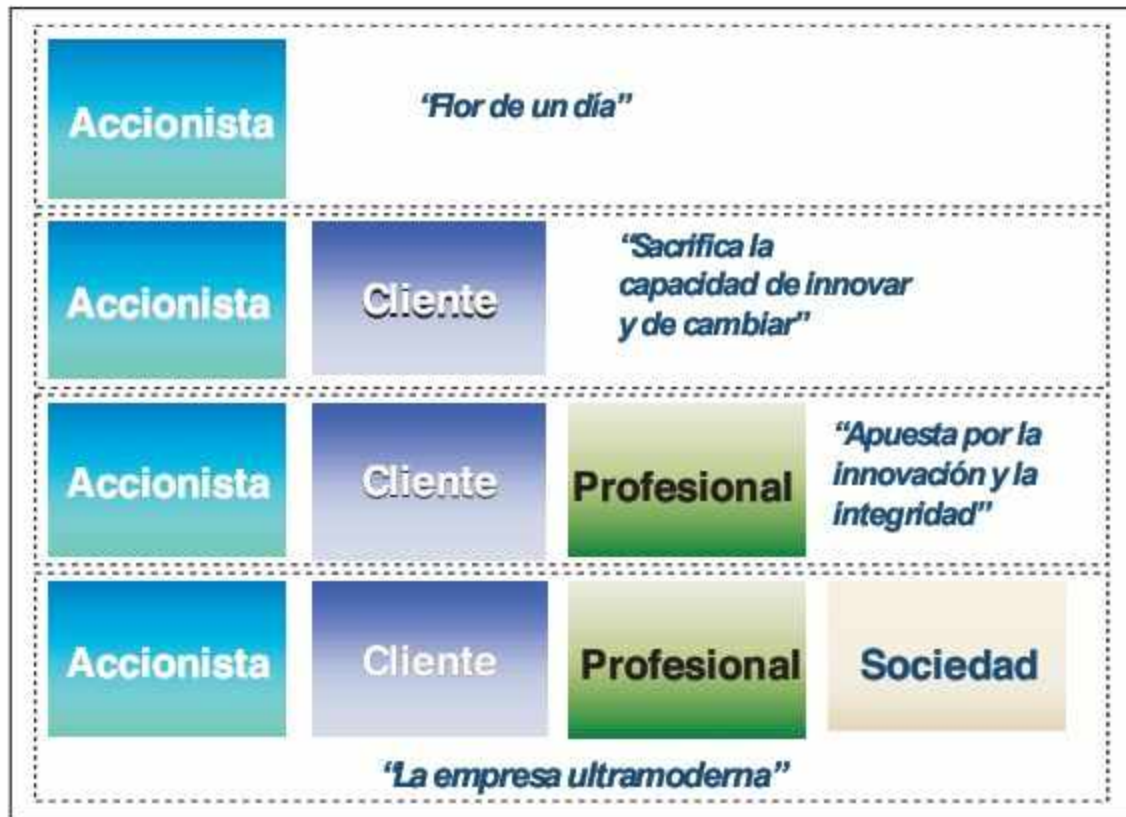 Accionista
“Flor de un día”
Accionista
Cliente
“Sacrifica la
capacidad de innovar
y de cambiar”
Accionista
Cliente
Profesional
“Apuesta por la
innovación y la
integridad”
Accionista
Cliente
Profesional
Sociedad
“La empresa ultramoderna”